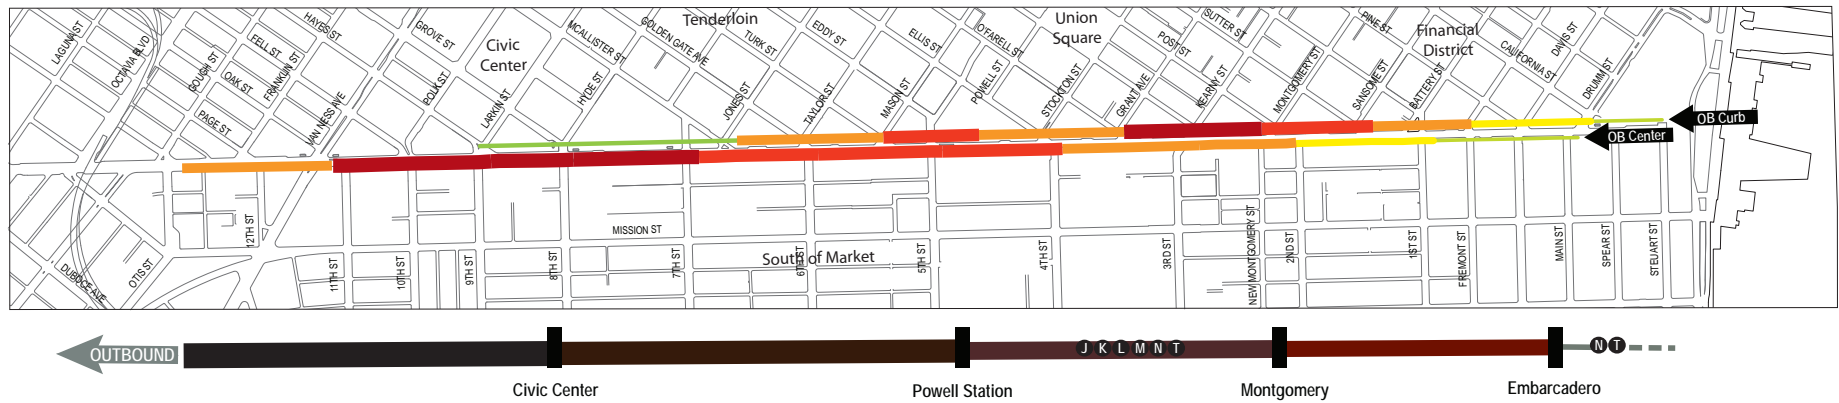 LAGUNA ST
OCTAVIA BLVD
HAYES ST
FELL ST
OAK ST
GOUGH ST
PAGE ST
FRANKLIN ST
VAN NESS AVE
GROVE ST
POLK ST
Civic
Center
LARKIN ST
MCALLISTER ST
HYDE ST
GOLDEN GATE AVE
Tenderloin
TURK ST
JONES ST
EDDY ST
TAYLOR ST
ELLIS ST
MASON ST
O'FARELL ST
POWELL ST
Union
Square
STOCKTON ST
POST ST
GRANT AVE
SUTTER ST
KEARNY ST
MONTGOMERY ST
PINE ST
SANSOME ST
Financial
District
BATTERY ST
CALIFORNIA ST
DAVIS ST
DRUMM ST
OB Curb
OB Center
DUBOCE AVE
OTIS ST
12TH ST
11TH ST
10TH ST
9TH ST
8TH ST
MISSION ST
7TH ST
South of Market
6TH ST
5TH ST
4TH ST
3RD ST
NEW MONTGOMERY ST
2ND ST
1ST ST
FREMONT ST
MAIN ST
SPEAR ST
STEUART ST
OUTBOUND
J K L M N T
N T
Civic Center
Powell Station
Montgomery
Embarcadero